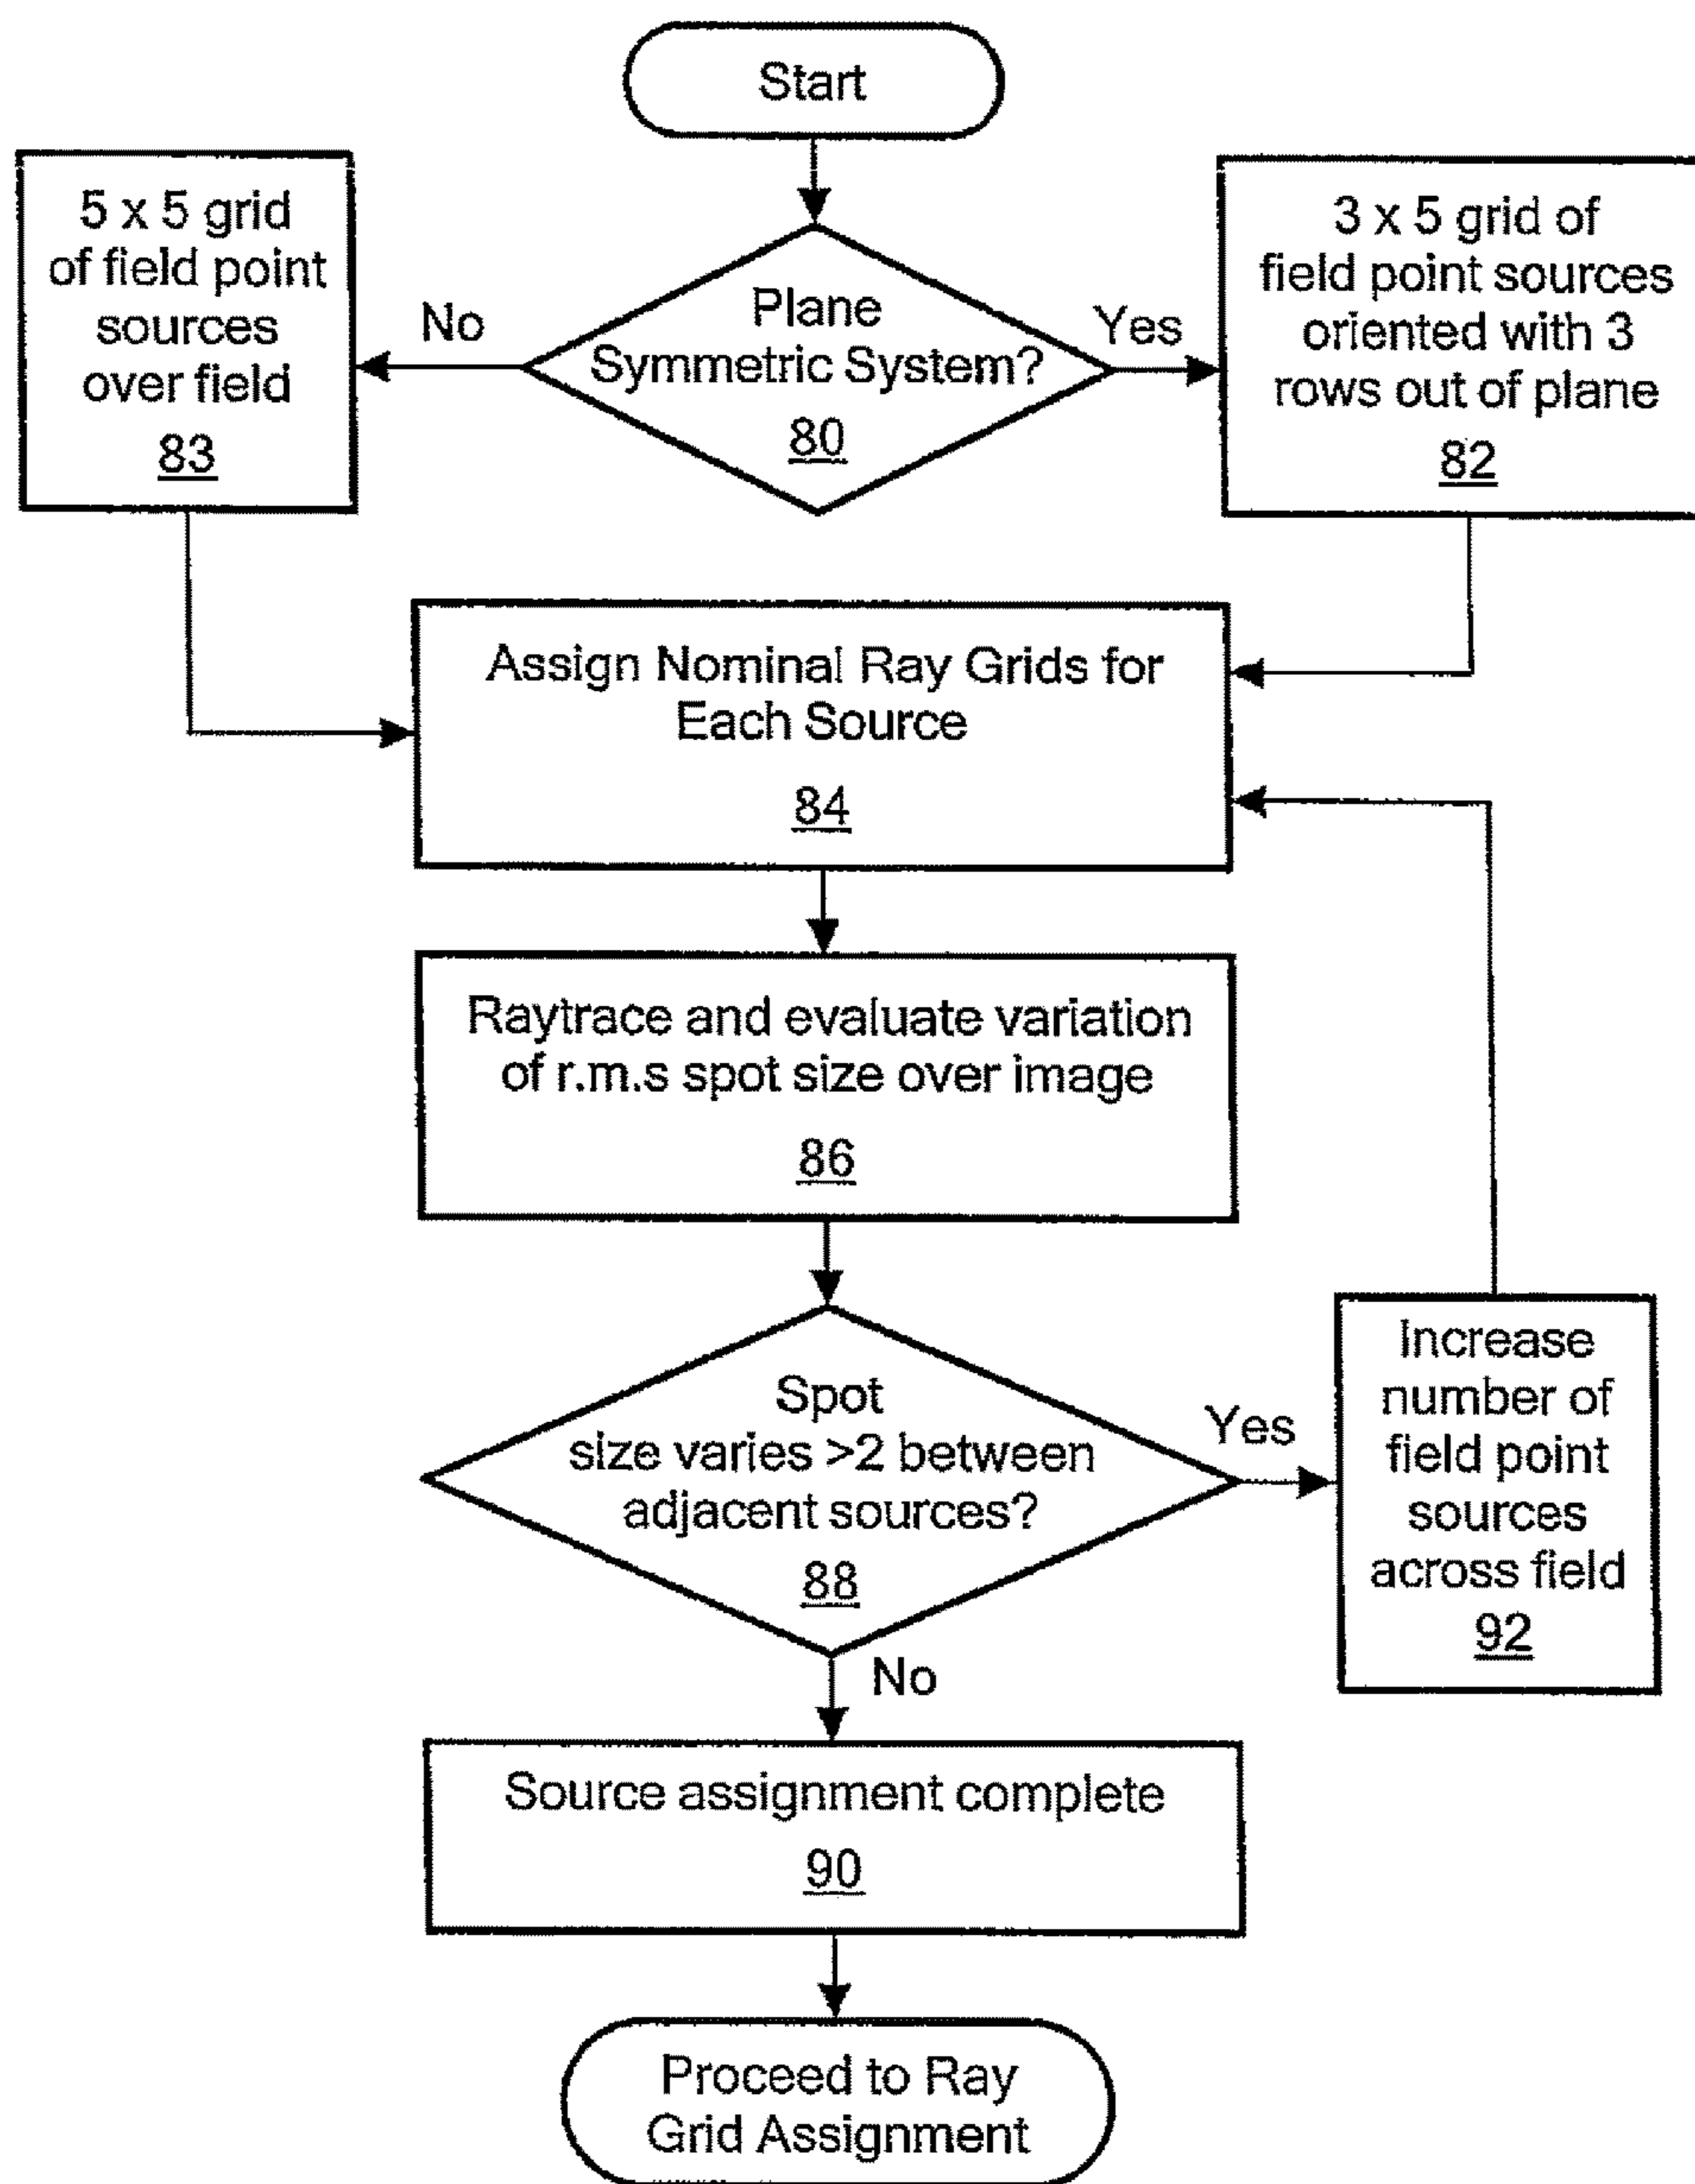 Start
5 x 5 grid
of field point
sources
over field
83
No
Plane
Symmetric System?
80
Yes
3 x 5 grid of
field point sources
oriented with 3
rows out of plane
82
Assign Nominal Ray Grids for
Each Source
84
Raytrace and evaluate variation
of r.m.s spot size over image
86
Spot
size varies >2 between
adjacent sources?
88
Yes
Increase
number of
field point
sources
across field
92
No
Source assignment complete
90
Proceed to Ray
Grid Assignment